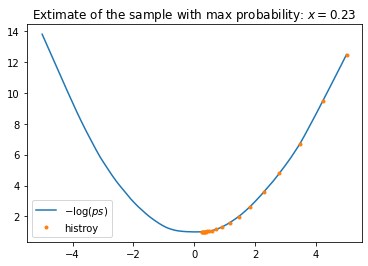 Extimate of the sample with max probability: x = 0.23
14
12
10
8
6
4
2
−log(ps)
histroy
−4 −2 0 2 4